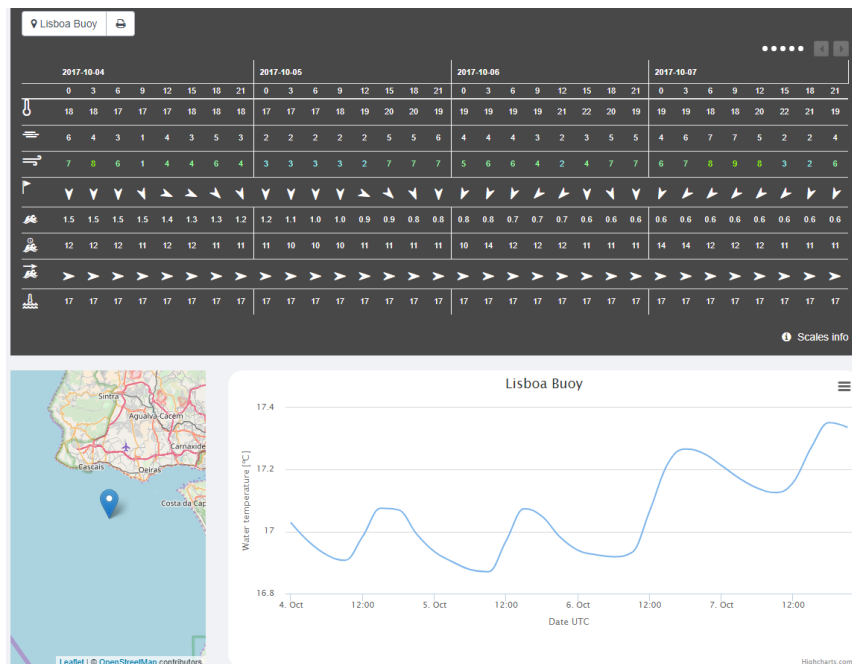 Lisboa Buoy
2017-10-04 2017-10-05 2017-10-06 2017-10-07
0 3 6 9 12 15 18 21 0 3 6 9 12 15 18 21 0 3 6 9 12 15 18 21 0 3 6 9 12 15 18 21
18 18 17 17 17 18 18 18 17 17 17 18 19 20 20 19 19 19 19 19 21 22 20 19 19 19 18 18 20 22 21 19
6 4 3 1 4 3 5 3 2 2 2 2 2 5 5 6 4 4 4 3 2 3 5 5 4 6 7 7 5 2 2 4
7 8 6 1 4 4 6 4 3 3 3 3 2 7 7 7 5 6 6 4 2 4 7 7 6 7 8 9 8 3 2 6
1.5 1.5 1.5 1.5 1.4 1.3 1.3 1.2 1.2 1.1 1.0 1.0 0.9 0.9 0.8 0.8 0.8 0.8 0.7 0.7 0.7 0.6 0.6 0.6 0.6 0.6 0.6 0.6 0.6 0.6 0.6 0.6
12 12 12 11 12 12 11 11 11 10 10 10 11 11 11 11 10 14 12 12 12 11 11 11 14 14 12 12 12 11 11 11
17 17 17 17 17 17 17 17 17 17 17 17 17 17 17 17 17 17 17 17 17 17 17 17 17 17 17 17 17 17 17 17
Scales info
Sintra
Agualva-Cacém
Carnaxide
Cascais
Oeiras
Costa da Cap
Leaflet | © OpenStreetMap contributors
Lisboa Buoy
Water temperature [ºC]
17.4
17.2
17
16.8
4. Oct 12:00 5. Oct 12:00 6. Oct 12:00 7. Oct 12:00
Date UTC
Highcharts.com